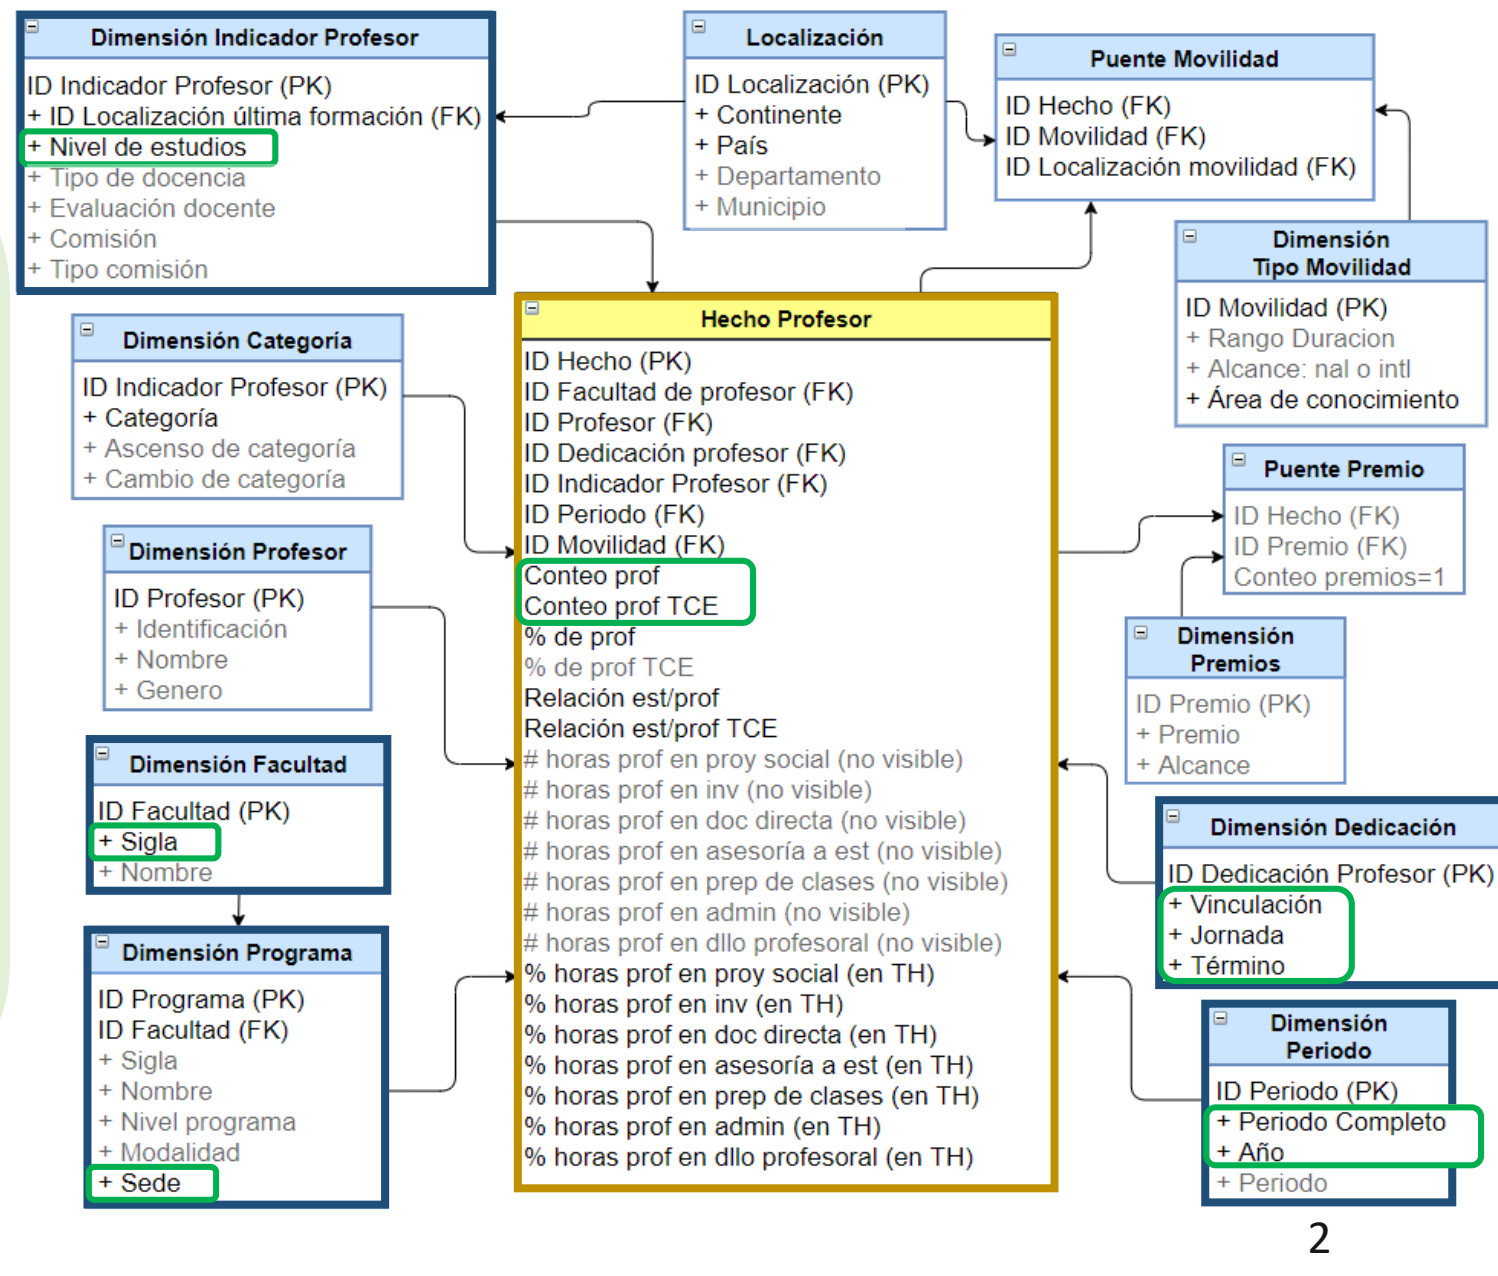 Dimensión Indicador Profesor
ID Indicador Profesor (PK)
+ ID Localización última formación (FK)
+ Nivel de estudios
+ Tipo de docencia
+ Evaluación docente
+ Comisión
+ Tipo comisión
Localización
ID Localización (PK)
+ Continente
+ País
+ Departamento
+ Municipio
Puente Movilidad
ID Hecho (FK)
ID Movilidad (FK)
ID Localización movilidad (FK)
Dimensión
Tipo Movilidad
ID Movilidad (PK)
+ Rango Duracion
+ Alcance: nal o intl
+ Área de conocimiento
Dimensión Categoría
ID Indicador Profesor (PK)
+ Categoría
+ Ascenso de categoría
+ Cambio de categoría
Dimensión Profesor
ID Profesor (PK)
+ Identificación
+ Nombre
+ Genero
Dimensión Facultad
ID Facultad (PK)
+ Sigla
+ Nombre
Dimensión Programa
ID Programa (PK)
ID Facultad (FK)
+ Sigla
+ Nombre
+ Nivel programa
+ Modalidad
+ Sede
Hecho Profesor
ID Hecho (PK)
ID Facultad de profesor (FK)
ID Profesor (FK)
ID Dedicación profesor (FK)
ID Indicador Profesor (FK)
ID Periodo (FK)
ID Movilidad (FK)
Conteo prof
Conteo prof TCE
% de prof
% de prof TCE
Relación est/prof
Relación est/prof TCE
# horas prof en proy social (no visible)
# horas prof en inv (no visible)
# horas prof en doc directa (no visible)
# horas prof en asesoría a est (no visible)
# horas prof en prep de clases (no visible)
# horas prof en admin (no visible)
# horas prof en dllo profesoral (no visible)
% horas prof en proy social (en TH)
% horas prof en inv (en TH)
% horas prof en doc directa (en TH)
% horas prof en asesoría a est (en TH)
% horas prof en prep de clases (en TH)
% horas prof en admin (en TH)
% horas prof en dllo profesoral (en TH)
Puente Premio
ID Hecho (FK)
ID Premio (FK)
Conteo premios=1
Dimensión
Premios
ID Premio (PK)
+ Premio
+ Alcance
Dimensión Dedicación
ID Dedicación Profesor (PK)
+ Vinculación
+ Jornada
+ Término
Dimensión
Periodo
ID Periodo (PK)
+ Periodo Completo
+ Año
+ Periodo
2